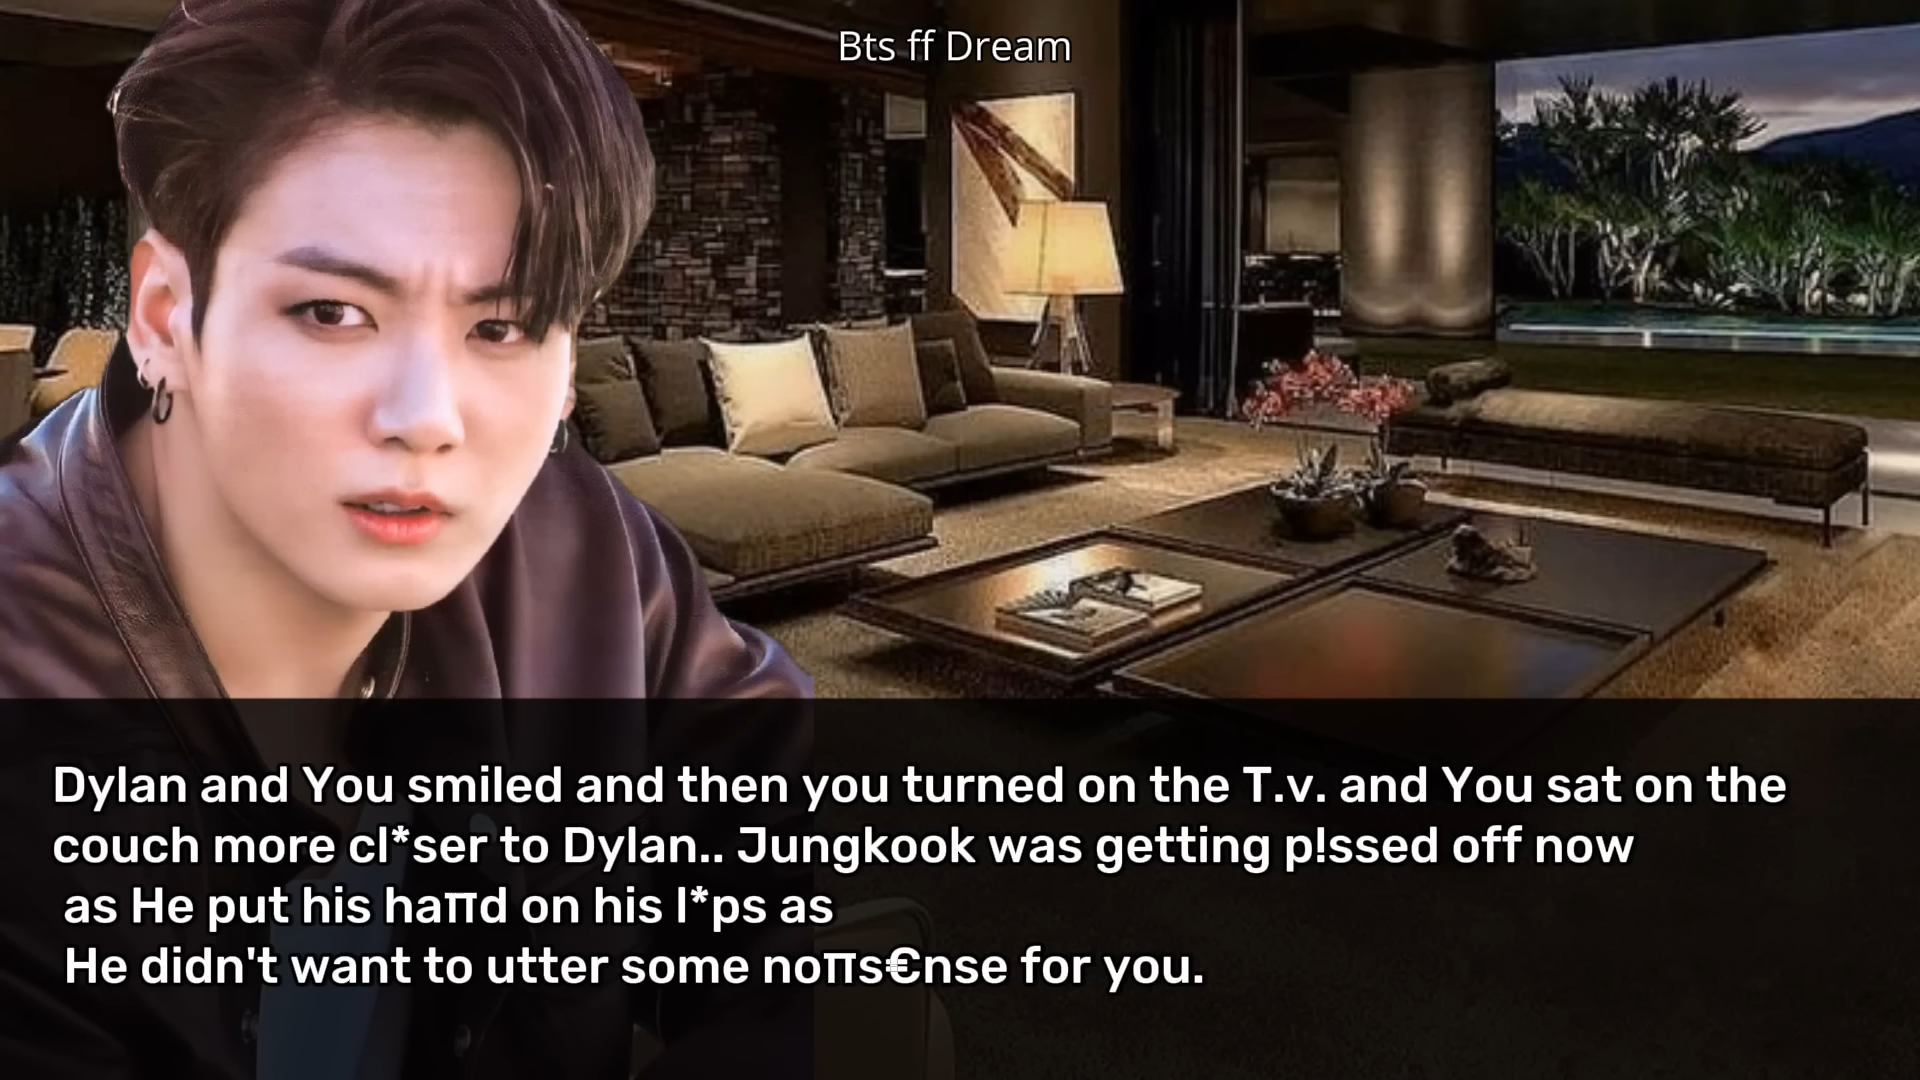 Bts ff Dream
Dylan and You smiled and then you turned on the T.v. and You sat on the
couch more cl*ser to Dylan.. Jungkook was getting p!ssed off now
as He put his haπd on his l*ps as
He didn't want to utter some noπs€nse for you.